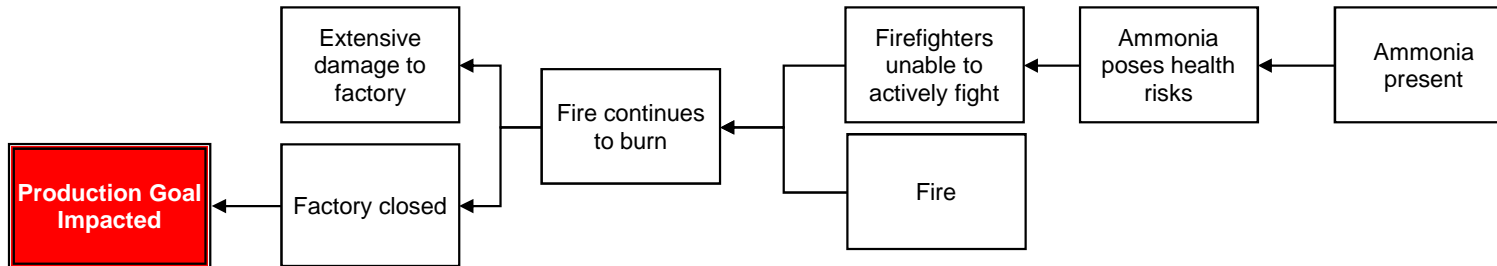 Extensive
damage to
factory
Firefighters
unable to
actively fight
Ammonia
poses health
risks
Ammonia
present
Fire continues
to burn
Production Goal
Impacted
Factory closed
Fire